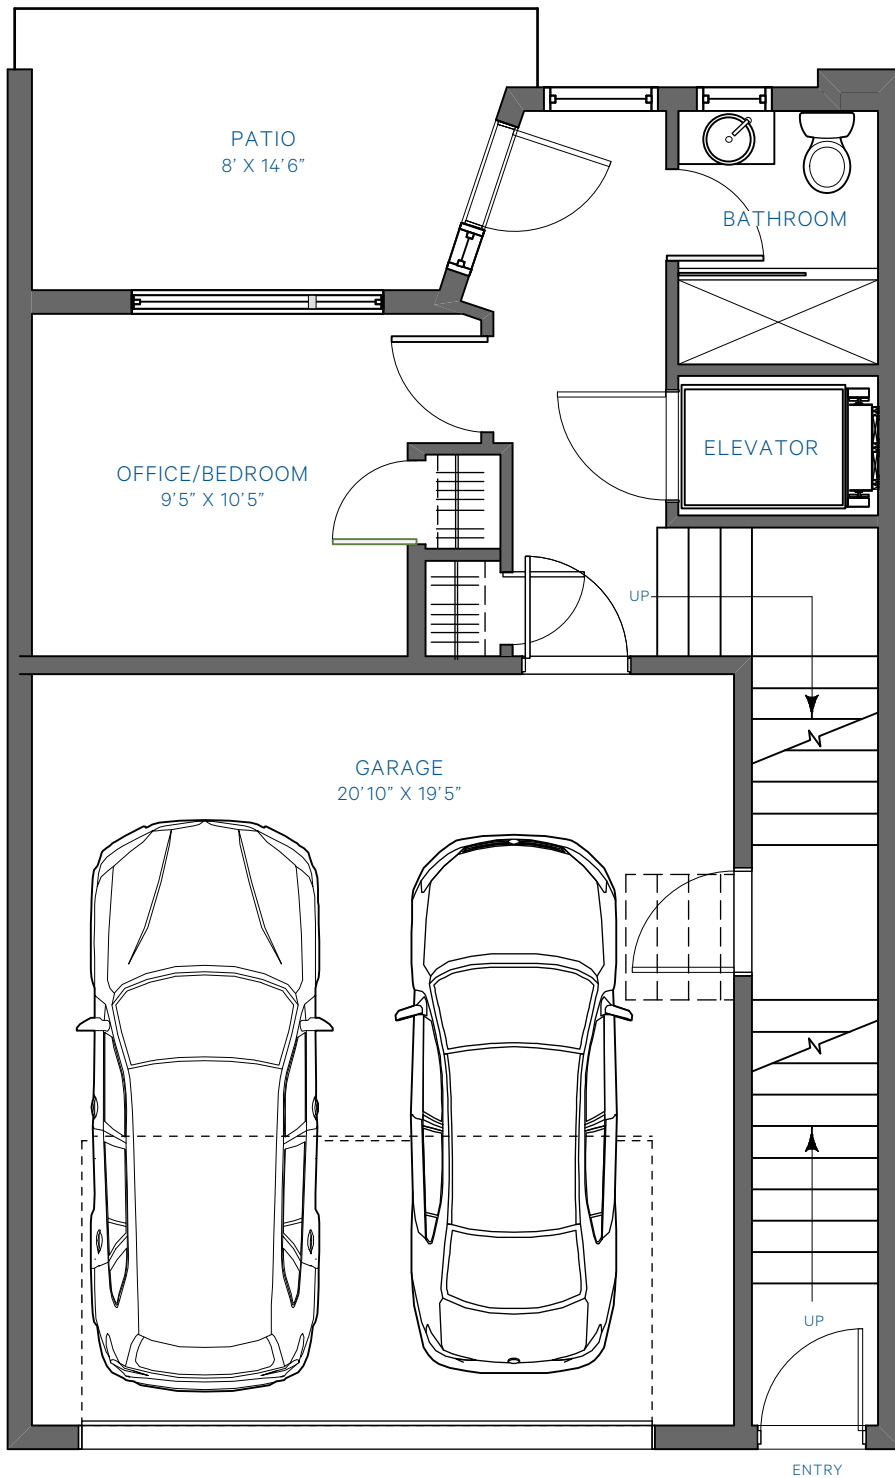 PATIO
8' X 14'6"
BATHROOM
ELEVATOR
OFFICE/BEDROOM
9'5" X 10'5"
UP
GARAGE
20'10" X 19'5"
UP
ENTRY